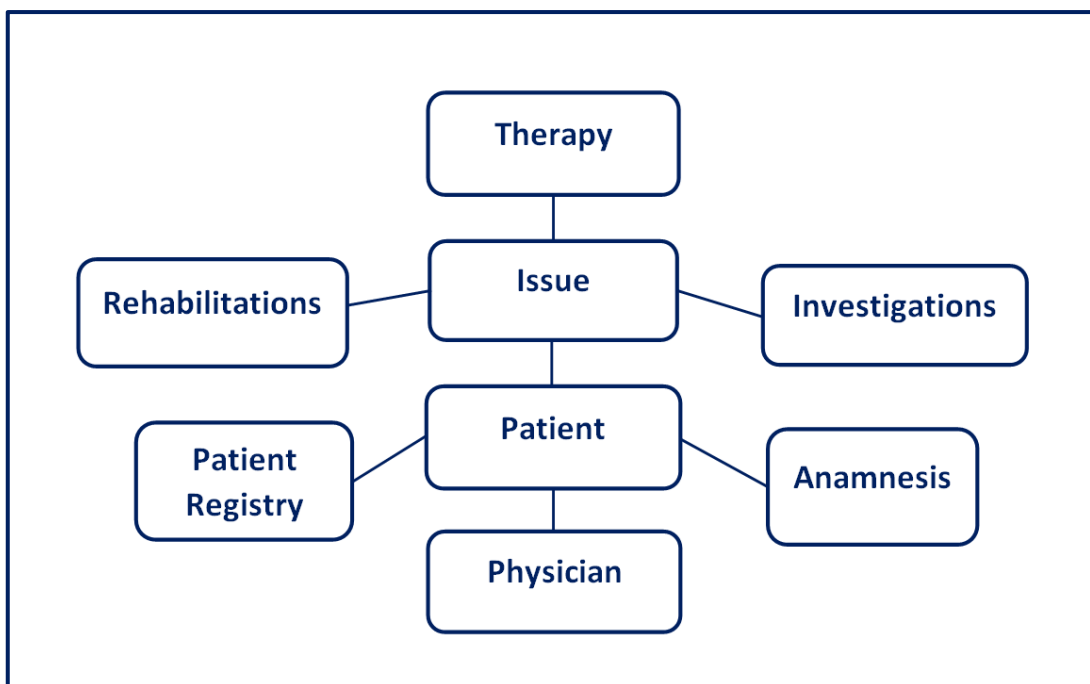 Therapy
Issue
Rehabilitations
Investigations
Patient
Patient
Registry
Anamnesis
Physician